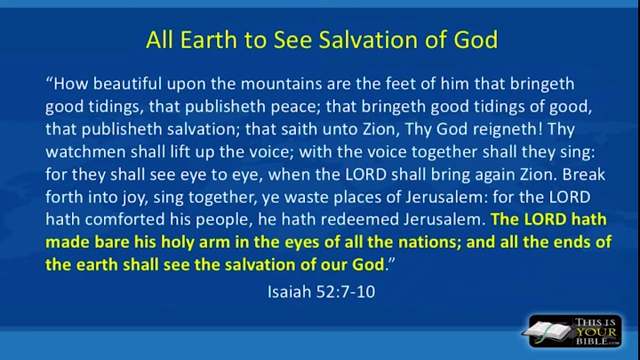 All Earth to See Salvation of God
“How beautiful upon the mountains are the feet of him that bringeth
good tidings, that publisheth peace; that bringeth good tidings of good,
that publisheth salvation; that saith unto Zion, Thy God reigneth! Thy
watchmen shall lift up the voice; with the voice together shall they sing:
for they shall see eye to eye, when the LORD shall bring again Zion. Break
forth into joy, sing together, ye waste places of Jerusalem: for the LORD
hath comforted his people, he hath redeemed Jerusalem. The LORD hath
made bare his holy arm in the eyes of all the nations; and all the ends of
the earth shall see the salvation of our God.”
Isaiah 52:7-10
THIS IS
YOUR
BIBLE.com